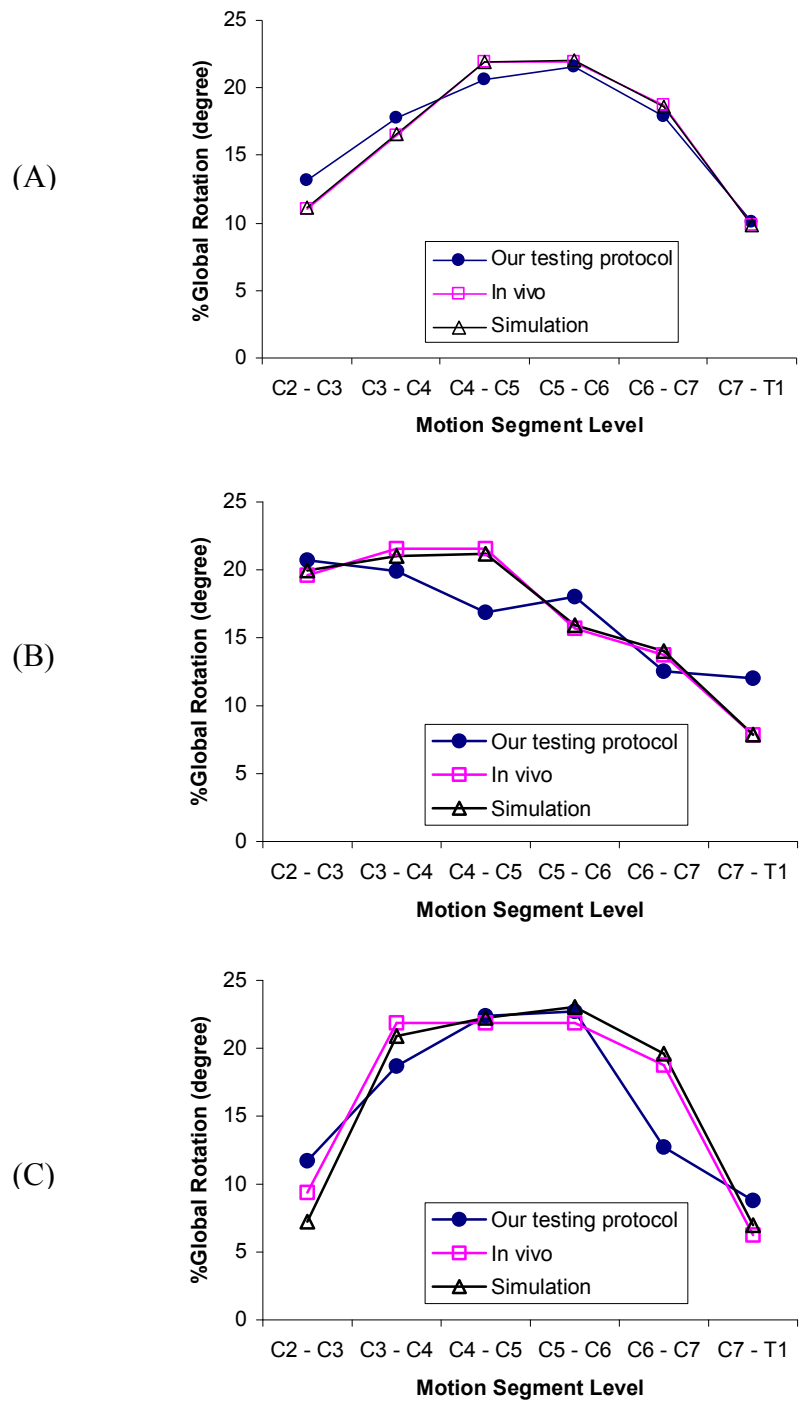 (A)
%Global Rotation (degree)
25
20
15
10
5
0
Our testing protocol
In vivo
Simulation
C2 - C3 C3 - C4 C4 - C5 C5 - C6 C6 - C7 C7 - T1
Motion Segment Level
(B)
%Global Rotation (degree)
25
20
15
10
5
0
Our testing protocol
In vivo
Simulation
C2 - C3 C3 - C4 C4 - C5 C5 - C6 C6 - C7 C7 - T1
Motion Segment Level
(C)
%Global Rotation (degree)
25
20
15
10
5
0
Our testing protocol
In vivo
Simulation
C2 - C3 C3 - C4 C4 - C5 C5 - C6 C6 - C7 C7 - T1
Motion Segment Level